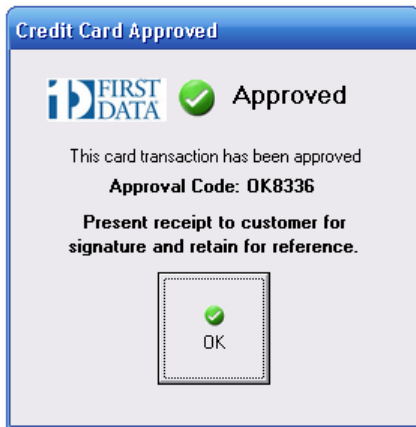 Credit Card Approved
FIRST
DATA
Approved
This card transaction has been approved
Approval Code: OK8336
Present receipt to customer for
signature and retain for reference.
OK